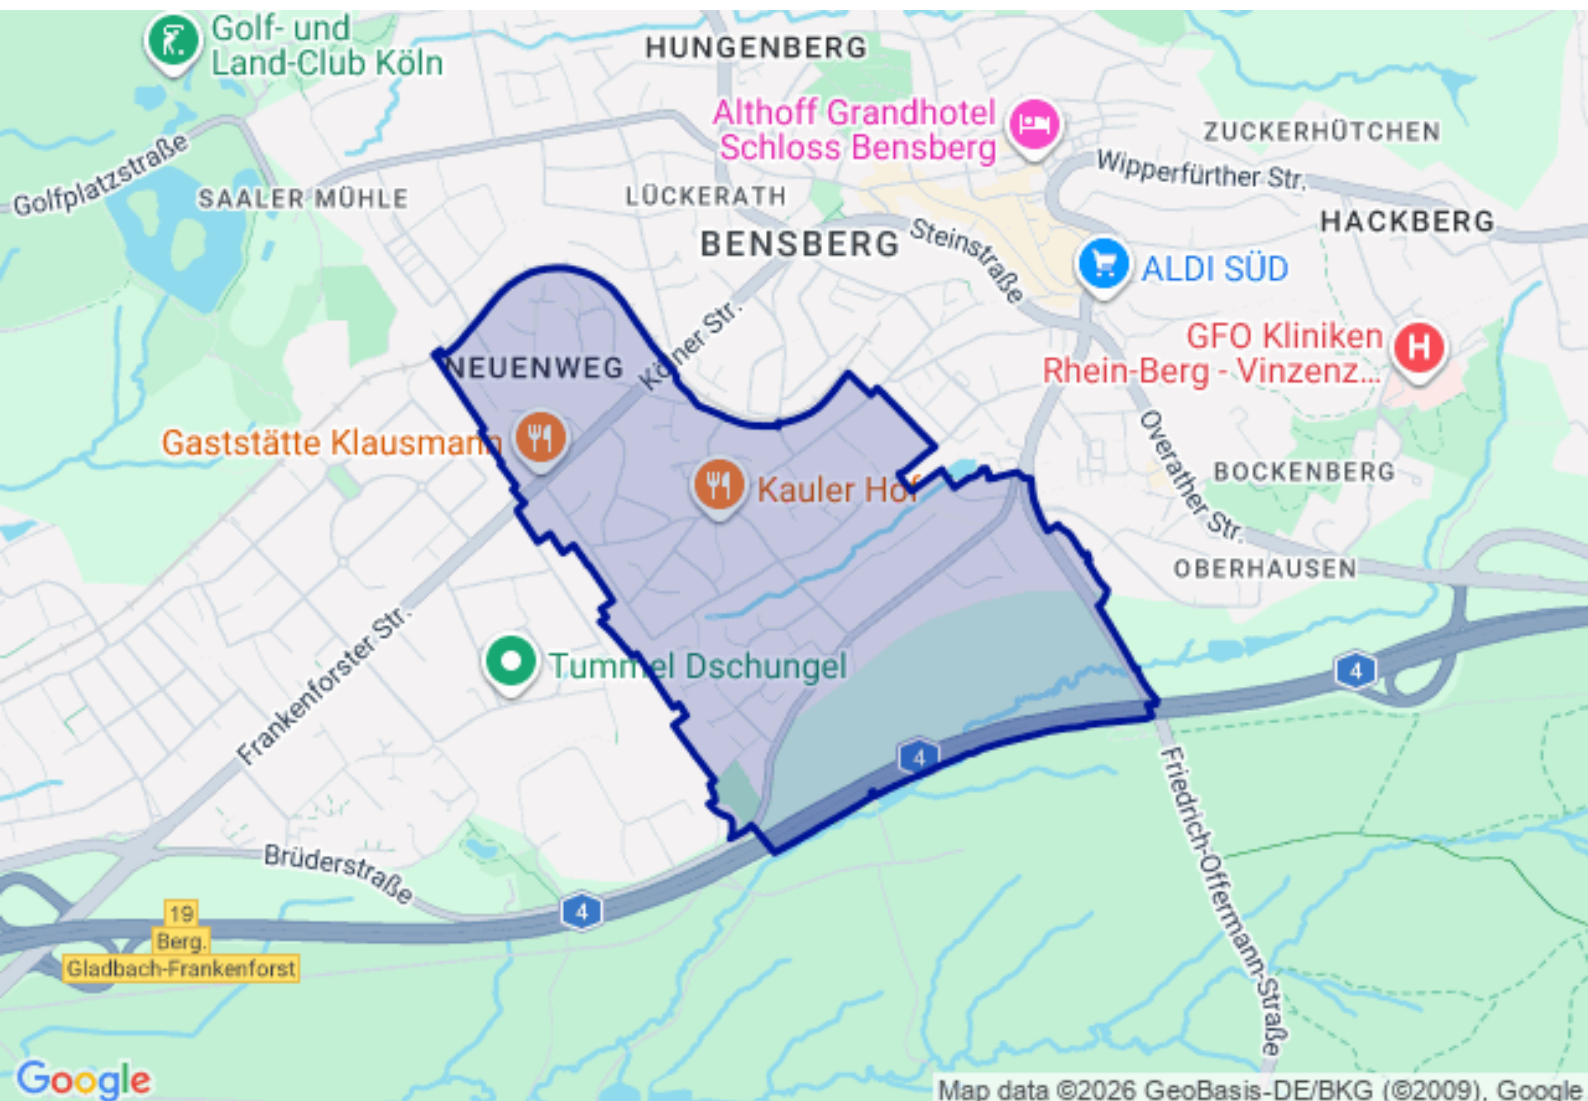 Golf- und
Land-Club Köln
HUNGENBERG
Althoff Grandhotel
Schloss Bensberg
ZUCKERHÜTCHEN
Golfplatzstraße
SAALER MÜHLE
LÜCKERATH
Wipperfürther Str.
HACKBERG
BENSBERG
Steinstraße
ALDI SÜD
GFO Kliniken
Rhein-Berg - Vinzenz...
H
NEUENWEG
Kölner Str.
Gaststätte Klausmann
Kauler Hof
Overather Str.
BOCKENBERG
OBERHAUSEN
Frankenforster Str.
Tummel Dschungel
4
4
Friedrich-Offermann-Straße
Brüderstraße
4
19
Berg.
Gladbach-Frankenforst
Google
Map data ©2026 GeoBasis-DE/BKG (©2009), Google